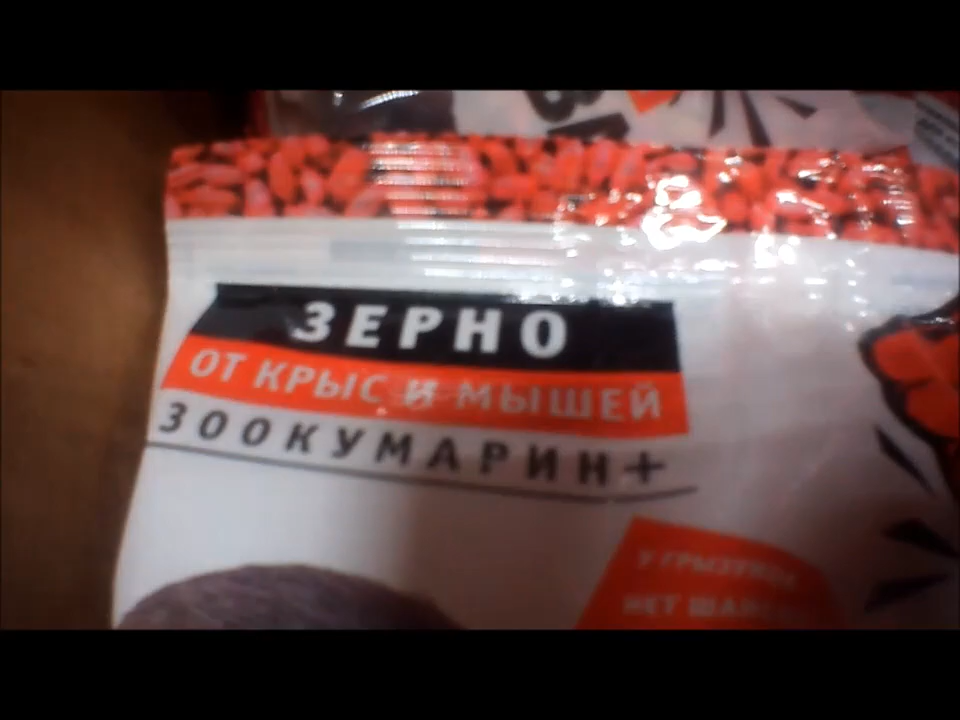 ЗЕРНО
ОТ КРЫС И МЫШЕЙ
ЗООКУМАРИН+
У ГРЫЗУНОВ
НЕТ ШАНСОВ